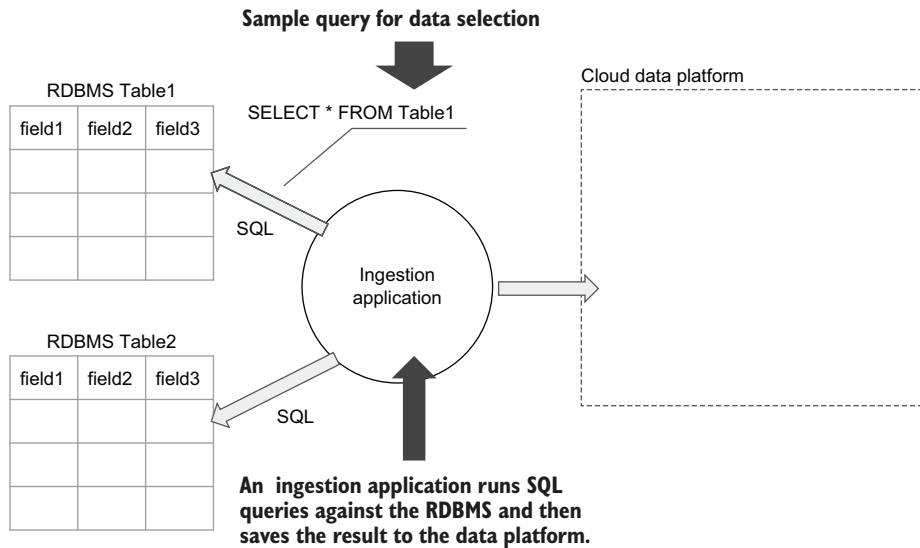 Sample query for data selection
Cloud data platform
RDBMS Table1
SELECT * FROM Table1
field1 field2 field3
SQL
Ingestion
application
RDBMS Table2
field1 field2 field3
SQL
An ingestion application runs SQL
queries against the RDBMS and then
saves the result to the data platform.